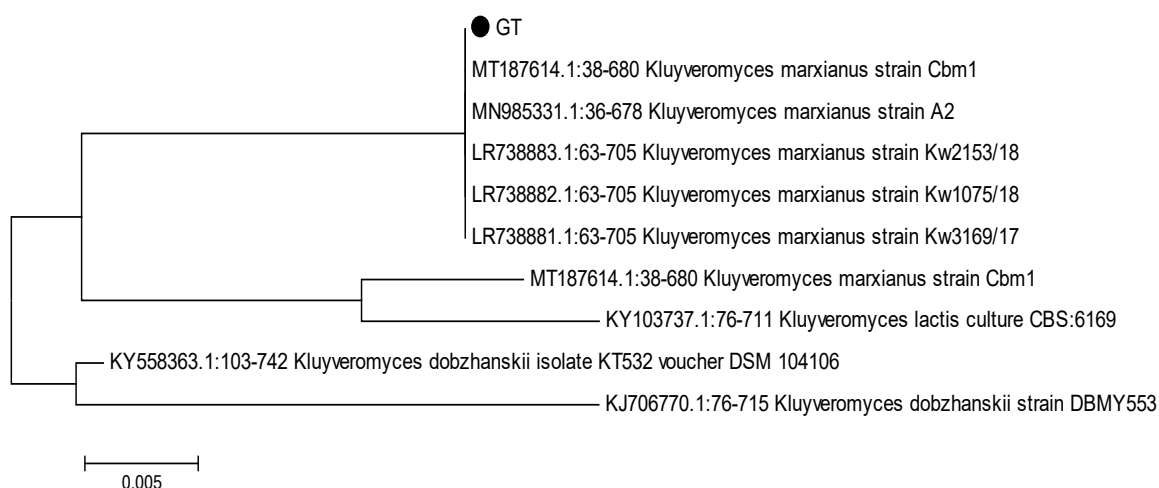 GT
MT187614.1:38-680 Kluyveromyces marxianus strain Cbm1
MN985331.1:36-678 Kluyveromyces marxianus strain A2
LR738883.1:63-705 Kluyveromyces marxianus strain Kw2153/18
LR738882.1:63-705 Kluyveromyces marxianus strain Kw1075/18
LR738881.1:63-705 Kluyveromyces marxianus strain Kw3169/17
MT187614.1:38-680 Kluyveromyces marxianus strain Cbm1
KY103737.1:76-711 Kluyveromyces lactis culture CBS:6169
KY558363.1:103-742 Kluyveromyces dobzhanskii isolate KT532 voucher DSM 104106
KJ706770.1:76-715 Kluyveromyces dobzhanskii strain DBMY553
0.005